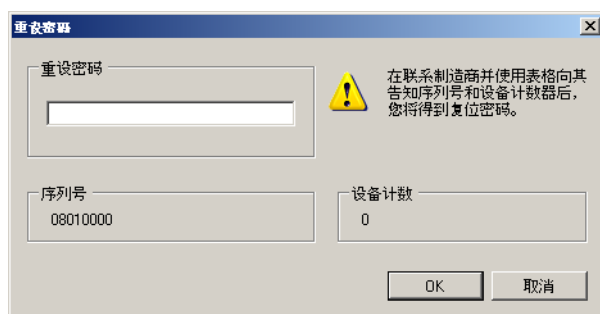 重设密码
重设密码
在联系制造商并使用表格向其
告知序列号和设备计数器后，
您将得到复位密码。
序列号
08010000
设备计数
0
OK
取消